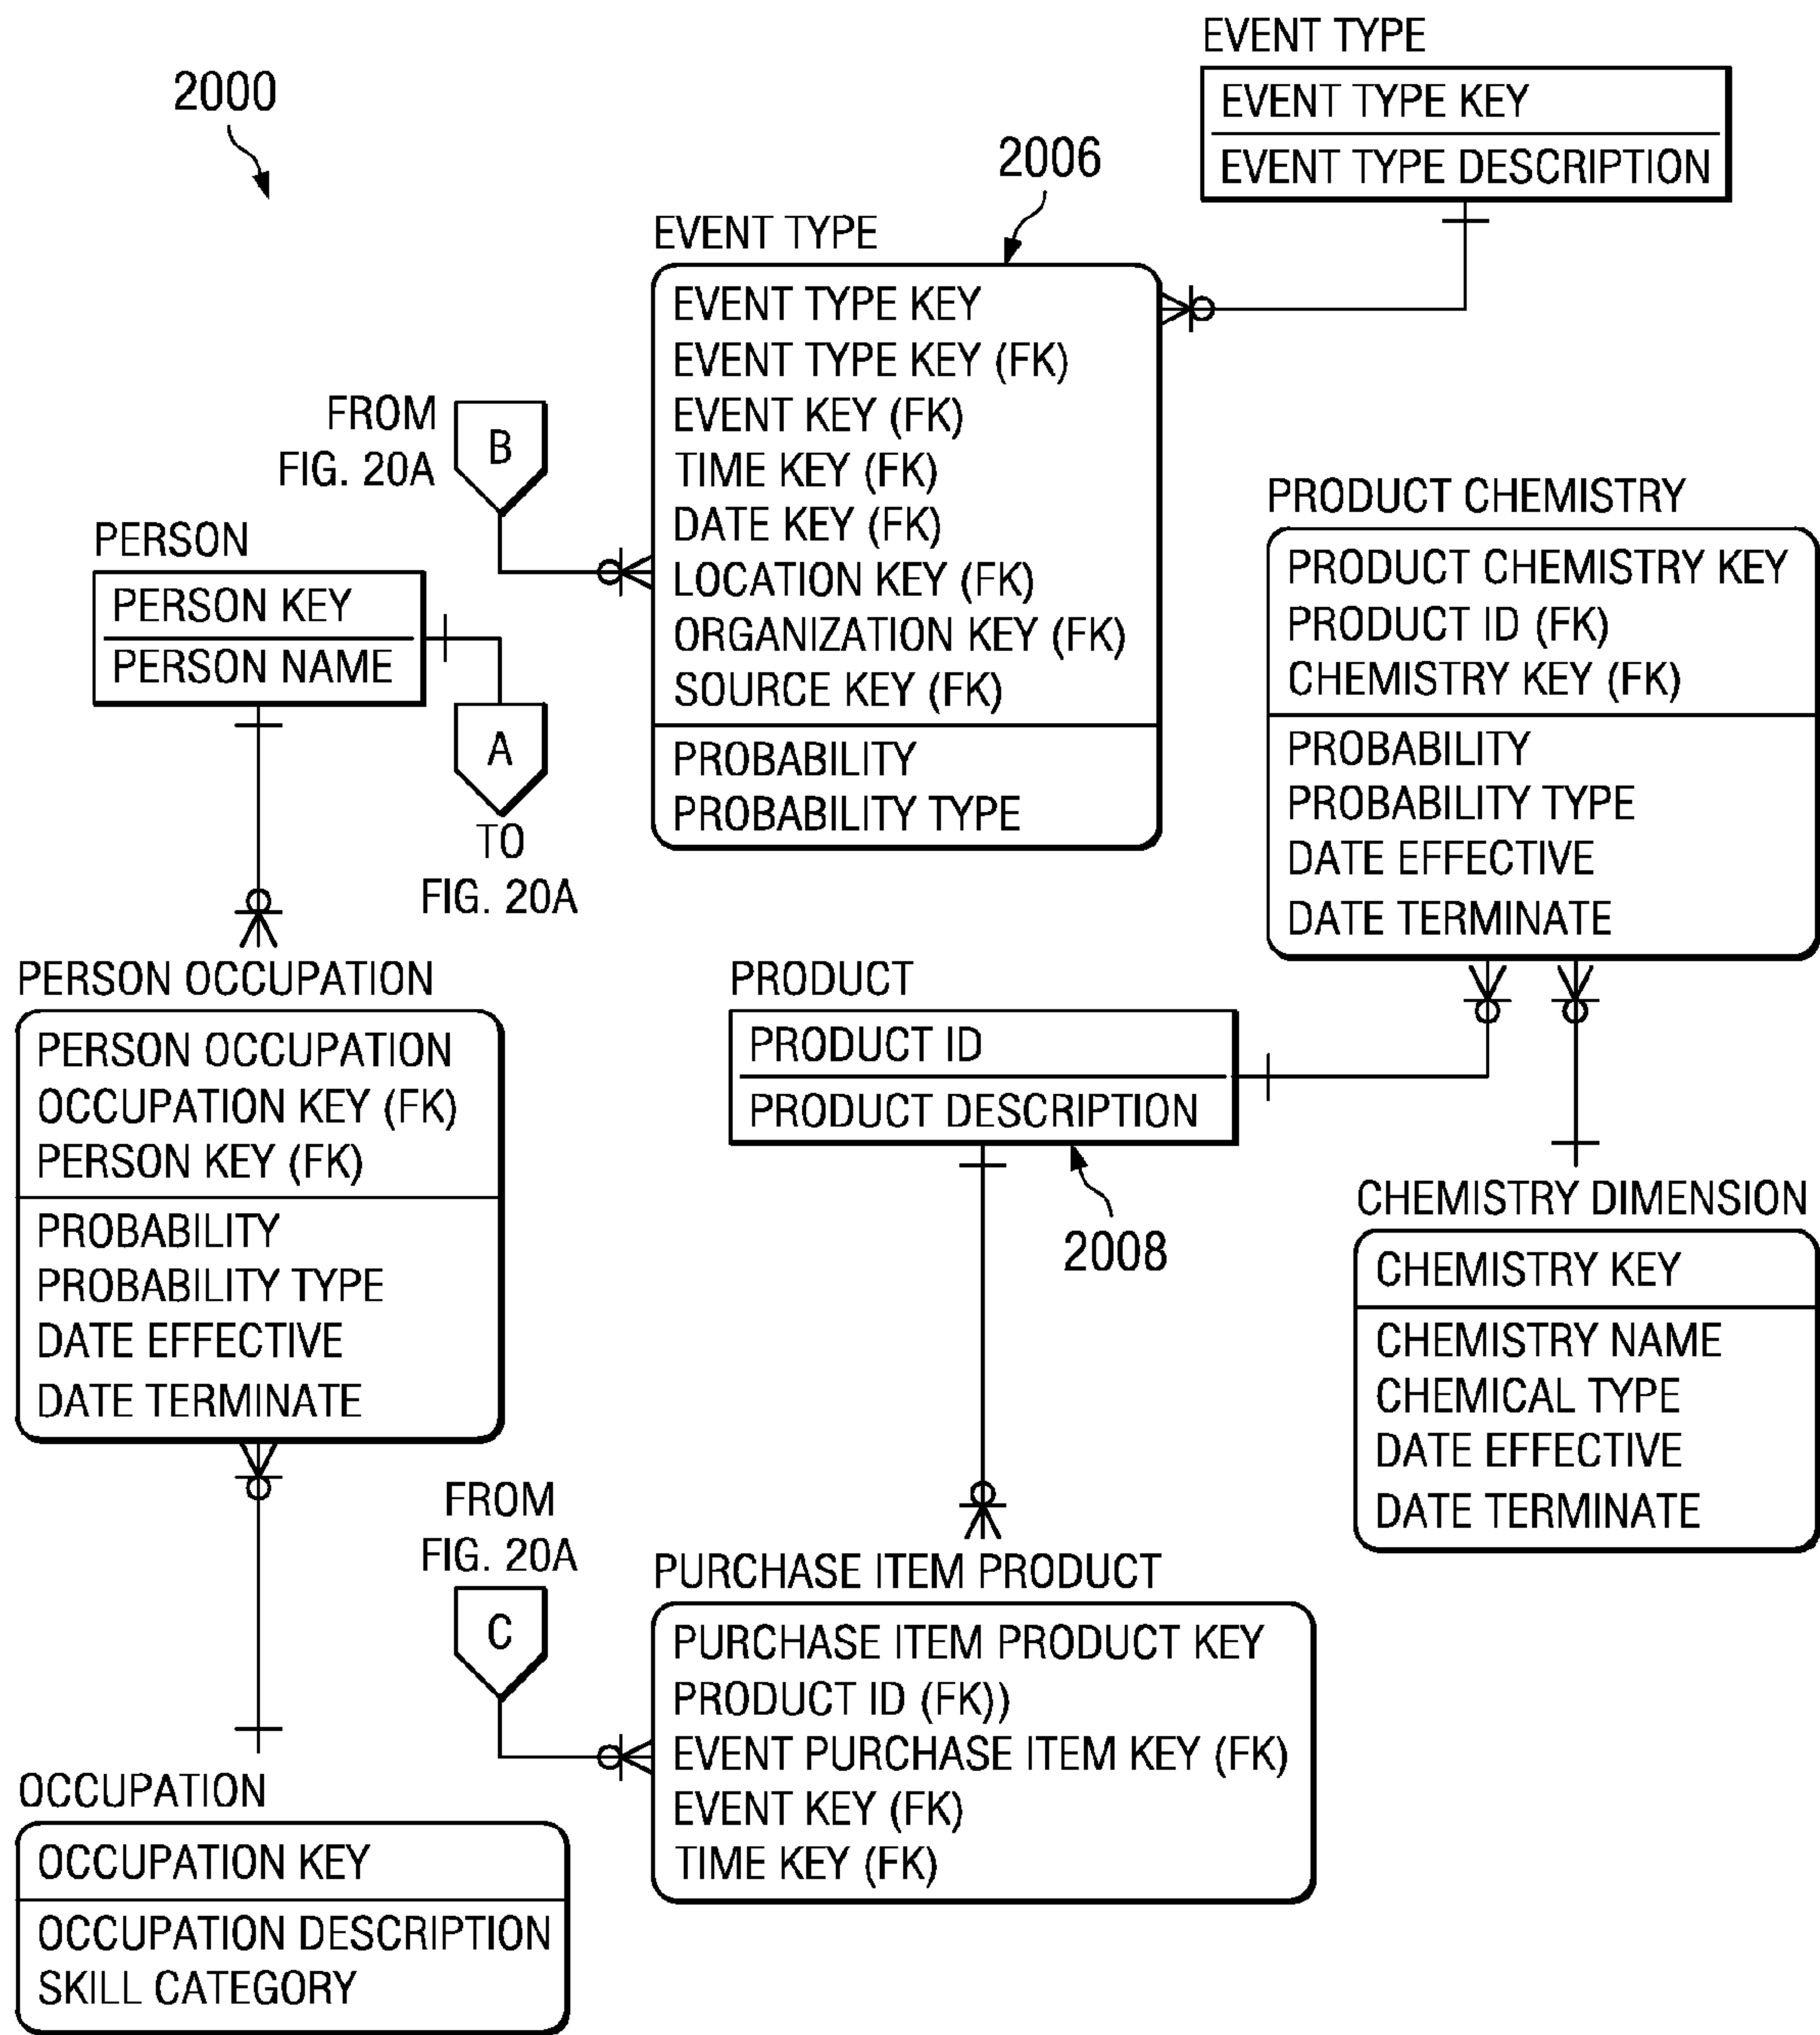 2000
EVENT TYPE
EVENT TYPE KEY
EVENT TYPE DESCRIPTION
2006
EVENT TYPE
EVENT TYPE KEY
EVENT TYPE KEY (FK)
EVENT KEY (FK)
TIME KEY (FK)
DATE KEY (FK)
LOCATION KEY (FK)
ORGANIZATION KEY (FK)
SOURCE KEY (FK)
PROBABILITY
PROBABILITY TYPE
FROM
FIG. 20A
B
PERSON
PERSON KEY
PERSON NAME
A
TO
FIG. 20A
PRODUCT CHEMISTRY
PRODUCT CHEMISTRY KEY
PRODUCT ID (FK)
CHEMISTRY KEY (FK)
PROBABILITY
PROBABILITY TYPE
DATE EFFECTIVE
DATE TERMINATE
PERSON OCCUPATION
PERSON OCCUPATION
OCCUPATION KEY (FK)
PERSON KEY (FK)
PROBABILITY
PROBABILITY TYPE
DATE EFFECTIVE
DATE TERMINATE
PRODUCT
PRODUCT ID
PRODUCT DESCRIPTION
2008
CHEMISTRY DIMENSION
CHEMISTRY KEY
CHEMISTRY NAME
CHEMICAL TYPE
DATE EFFECTIVE
DATE TERMINATE
FROM
FIG. 20A
C
PURCHASE ITEM PRODUCT
PURCHASE ITEM PRODUCT KEY
PRODUCT ID (FK))
EVENT PURCHASE ITEM KEY (FK)
EVENT KEY (FK)
TIME KEY (FK)
OCCUPATION
OCCUPATION KEY
OCCUPATION DESCRIPTION
SKILL CATEGORY